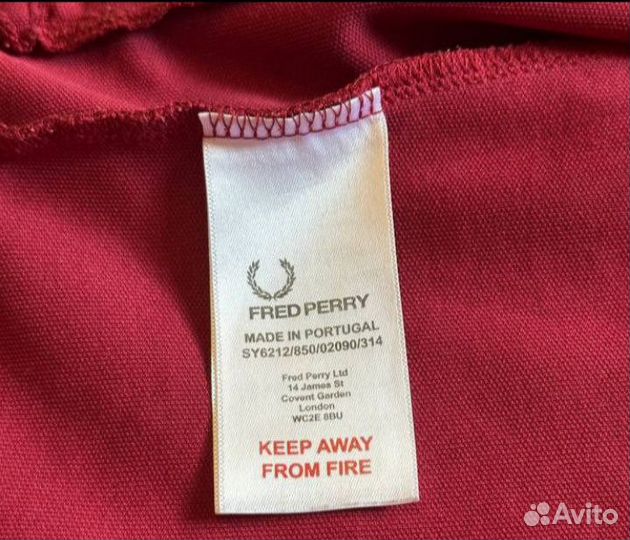 FRED PERRY
MADE IN PORTUGAL
SY6212/850/02090/314
Fred Perry Ltd
14 James St
Covent Garden
London
WC2E 8BU
KEEP AWAY
FROM FIRE
Avito